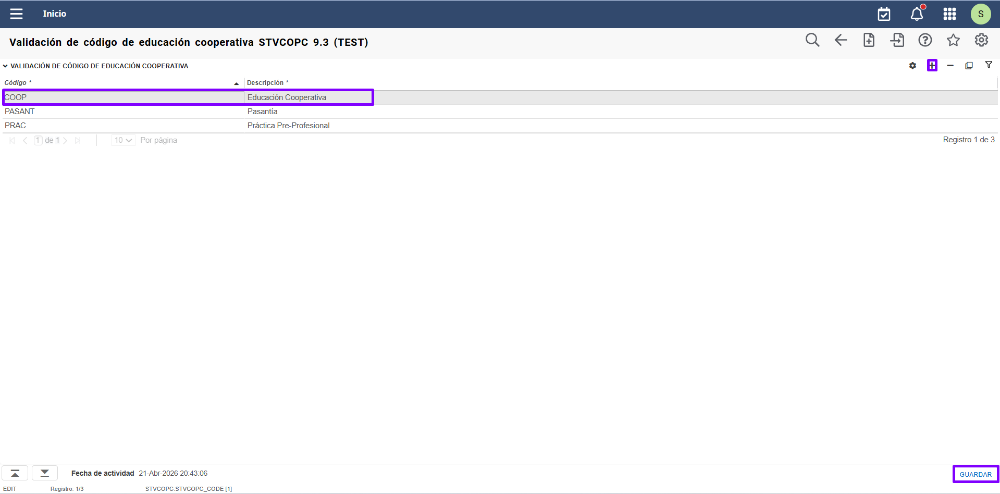 Inicio
S
Validación de código de educación cooperativa STVCOPC 9.3 (TEST)
VALIDACIÓN DE CÓDIGO DE EDUCACIÓN COOPERATIVA
Código * Descripción *
COOP Educación Cooperativa
PASANT Pasantía
PRAC Práctica Pre-Profesional
1 de 1 10 Por página Registro 1 de 3
Fecha de actividad 21-Abr-2026 20:43:06 GUARDAR
EDIT Registro: 1/3 STVCOPC.STVCOPC_CODE [1]